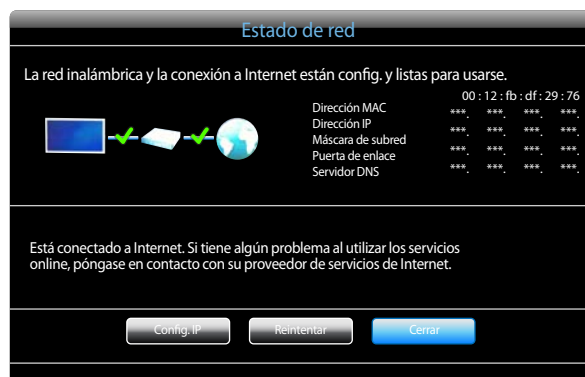 Estado de red
La red inalámbrica y la conexión a Internet están config. y listas para usarse.
Dirección MAC 00 : 12 : fb : df : 29 : 76
Dirección IP ***. ***. ***. ***.
Máscara de subred ***. ***. ***. ***.
Puerta de enlace ***. ***. ***. ***.
Servidor DNS ***. ***. ***. ***.
Está conectado a Internet. Si tiene algún problema al utilizar los servicios
online, póngase en contacto con su proveedor de servicios de Internet.
Config. IP Reintentar Cerrar